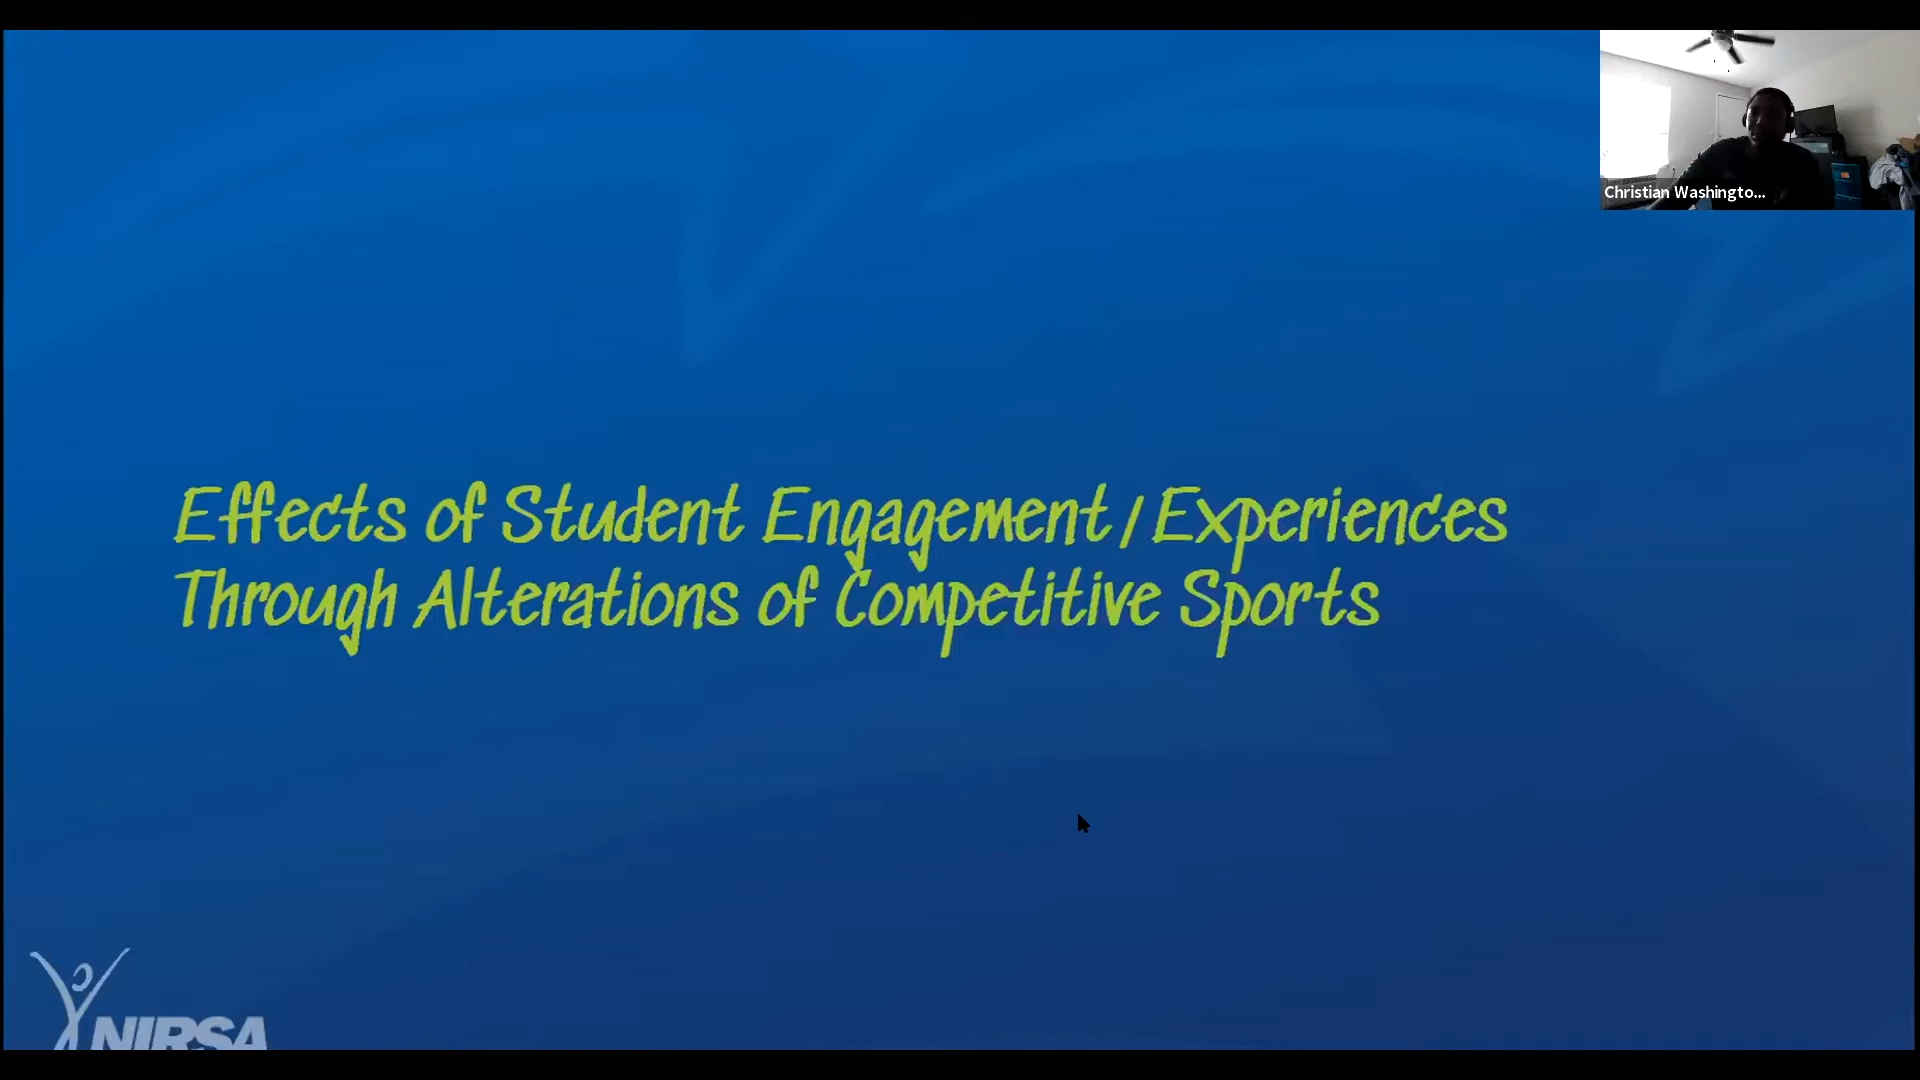 Christian Washingto...
Effects of Student Engagement/Experiences
Through Alterations of Competitive Sports
NIRSA